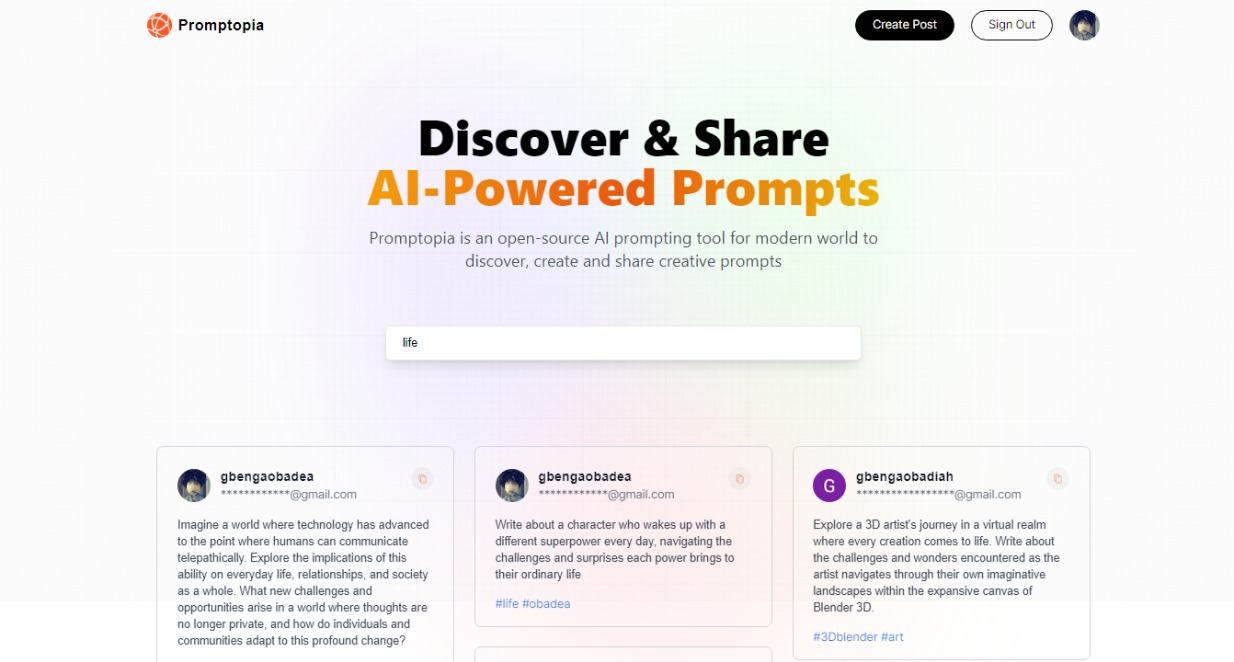 Promptopia
Create Post
Sign Out
Discover & Share
AI-Powered Prompts
Promptopia is an open-source AI prompting tool for modern world to
discover, create and share creative prompts
life
gbengaobadea
************@gmail.com
Imagine a world where technology has advanced
to the point where humans can communicate
telepathically. Explore the implications of this
ability on everyday life, relationships, and society
as a whole. What new challenges and
opportunities arise in a world where thoughts are
no longer private, and how do individuals and
communities adapt to this profound change?
gbengaobadea
************@gmail.com
Write about a character who wakes up with a
different superpower every day, navigating the
challenges and surprises each power brings to
their ordinary life
#life #obadea
G
gbengaobadiah
*****************@gmail.com
Explore a 3D artist's journey in a virtual realm
where every creation comes to life. Write about
the challenges and wonders encountered as the
artist navigates through their own imaginative
landscapes within the expansive canvas of
Blender 3D.
#3Dblender #art